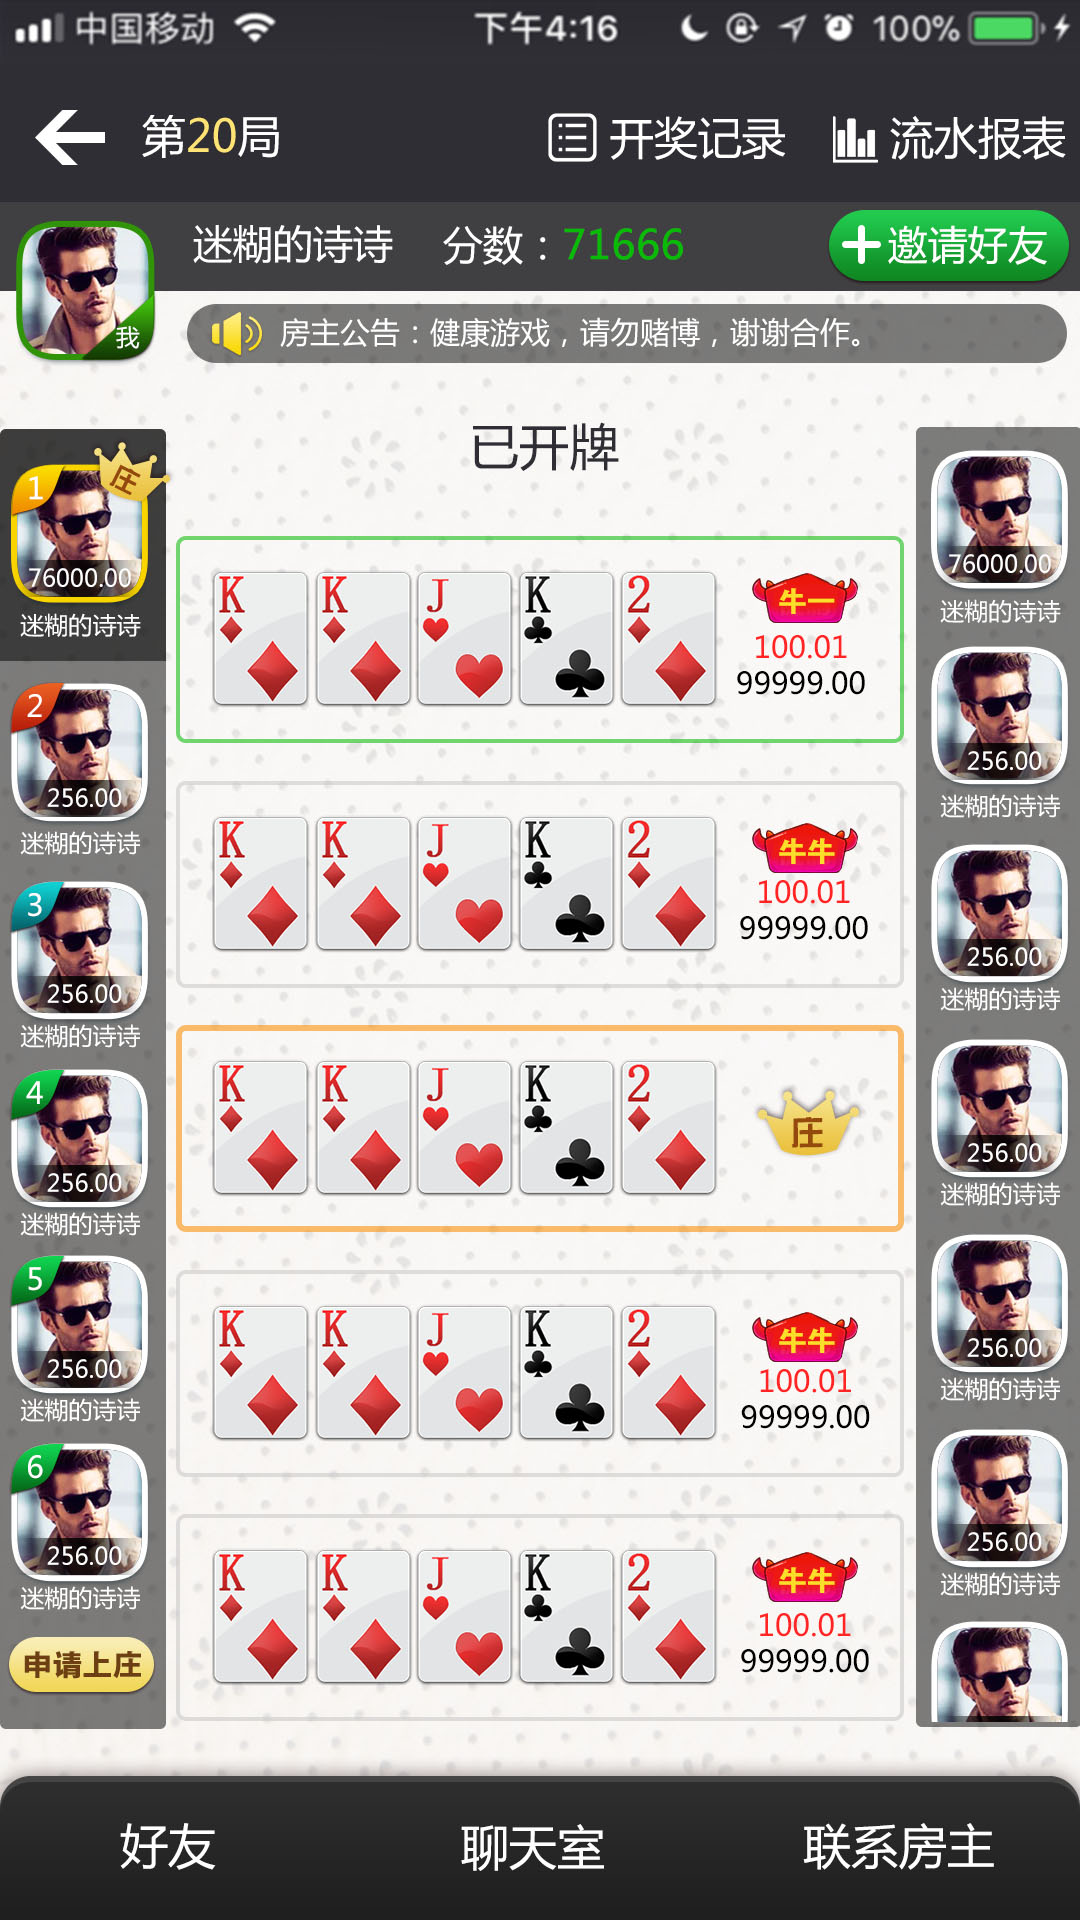 中国移动 下午4:16 100%
第20局 开奖记录 流水报表
迷糊的诗诗 分数：71666 邀请好友
我
房主公告：健康游戏，请勿赌博，谢谢合作。
已开牌
1 庄
76000.00
迷糊的诗诗
2
256.00
迷糊的诗诗
3
256.00
迷糊的诗诗
4
256.00
迷糊的诗诗
5
256.00
迷糊的诗诗
6
256.00
迷糊的诗诗
申请上庄
K K J K 2 牛一
100.01
99999.00
K K J K 2 牛牛
100.01
99999.00
K K J K 2 庄
K K J K 2 牛牛
100.01
99999.00
K K J K 2 牛牛
100.01
99999.00
76000.00
迷糊的诗诗
256.00
迷糊的诗诗
256.00
迷糊的诗诗
256.00
迷糊的诗诗
256.00
迷糊的诗诗
256.00
迷糊的诗诗
好友 聊天室 联系房主